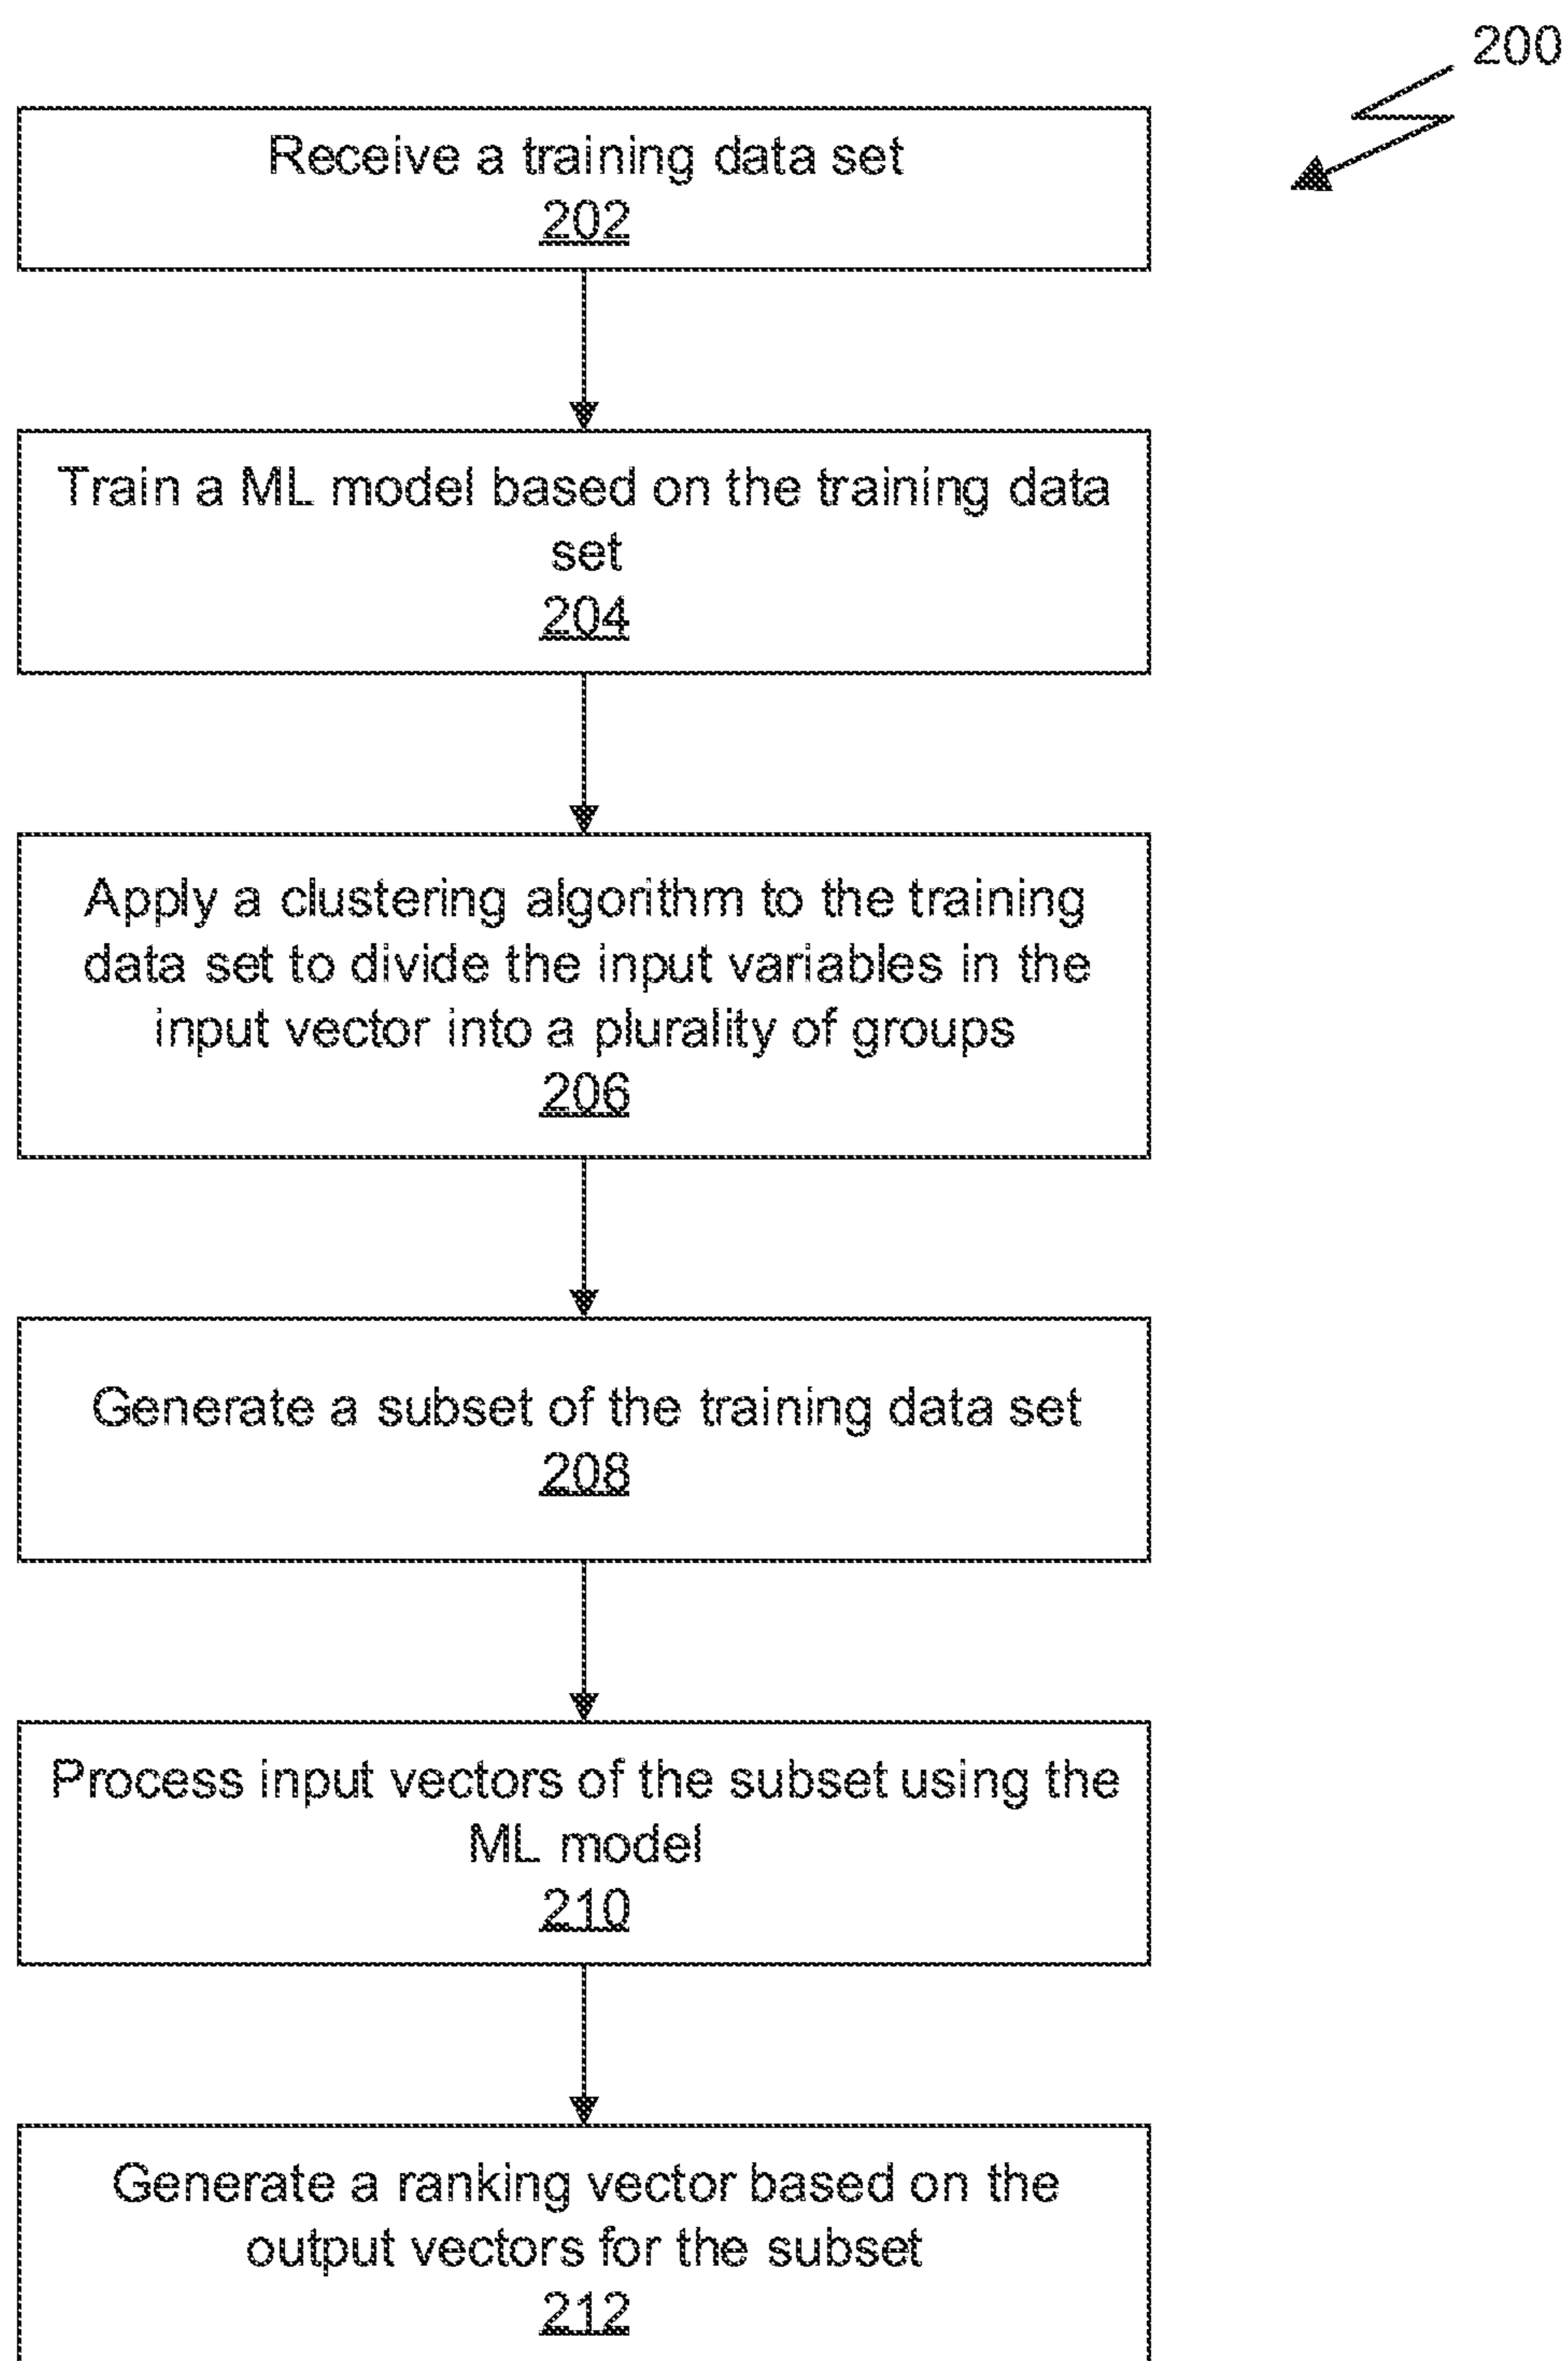 200
Receive a training data set
202
Train a ML model based on the training data
set
204
Apply a clustering algorithm to the training
data set to divide the input variables in the
input vector into a plurality of groups
206
Generate a subset of the training data set
208
Process input vectors of the subset using the
ML model
210
Generate a ranking vector based on the
output vectors for the subset
212